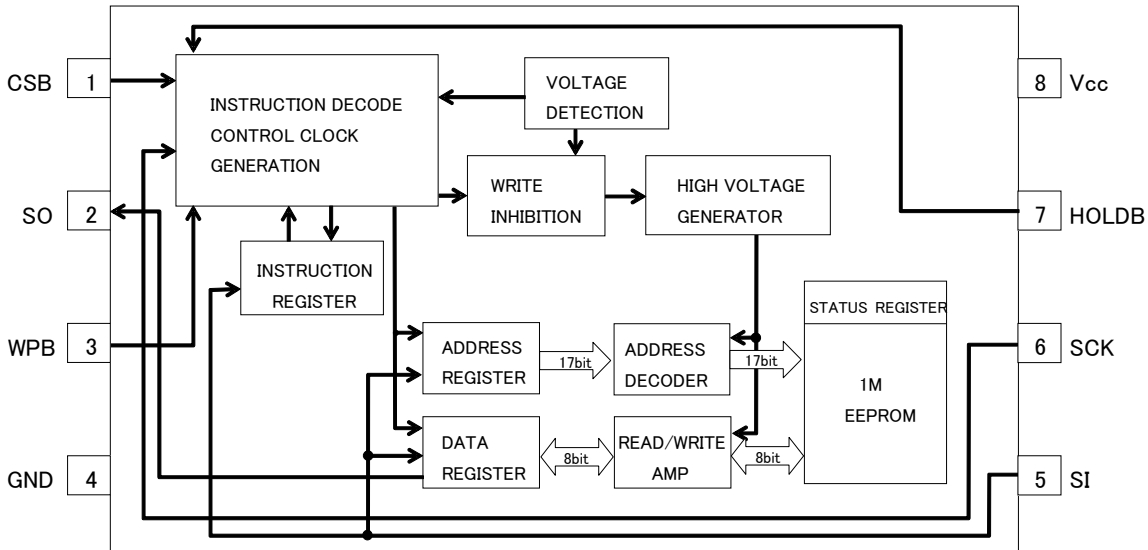 CSB 1
INSTRUCTION DECODE
CONTROL CLOCK
GENERATION
VOLTAGE
DETECTION
8 Vcc
SO 2
WRITE
INHIBITION
HIGH VOLTAGE
GENERATOR
7 HOLDB
INSTRUCTION
REGISTER
STATUS REGISTER
WPB 3
ADDRESS
REGISTER
17bit
ADDRESS
DECODER
17bit
1M
EEPROM
6 SCK
DATA
REGISTER
8bit
READ/WRITE
AMP
8bit
GND 4
5 SI